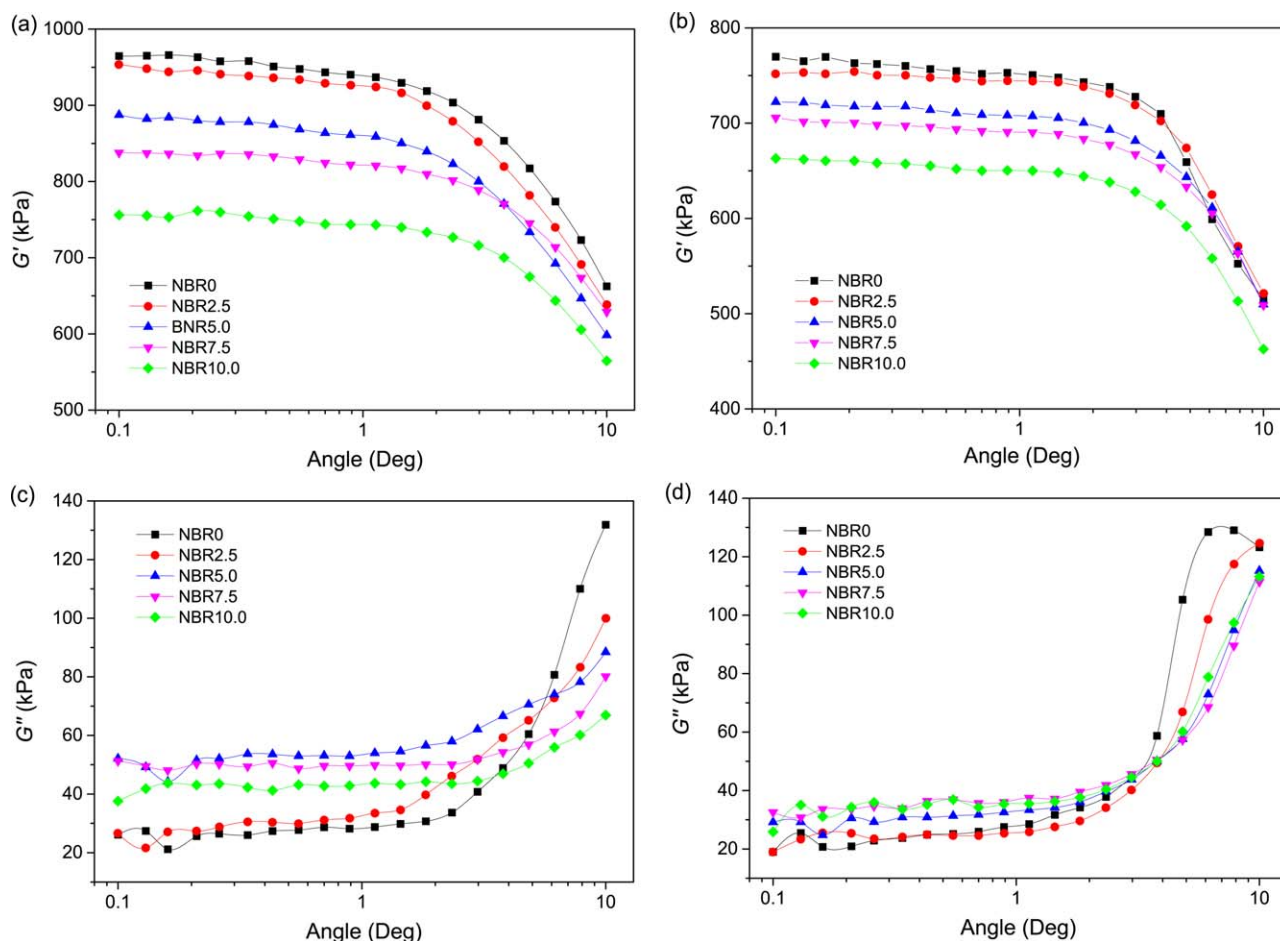 (a)
1000
900
800
700
600
500
G' (kPa)
NBR0
NBR2.5
BNR5.0
NBR7.5
NBR10.0
0.1
1
10
Angle (Deg)
(b)
800
700
600
500
400
G' (kPa)
NBR0
NBR2.5
NBR5.0
NBR7.5
NBR10.0
0.1
1
10
Angle (Deg)
(c)
140
120
100
80
60
40
20
G" (kPa)
NBR0
NBR2.5
NBR5.0
NBR7.5
NBR10.0
0.1
1
10
Angle (Deg)
(d)
140
120
100
80
60
40
20
G" (kPa)
NBR0
NBR2.5
NBR5.0
NBR7.5
NBR10.0
0.1
1
10
Angle (Deg)